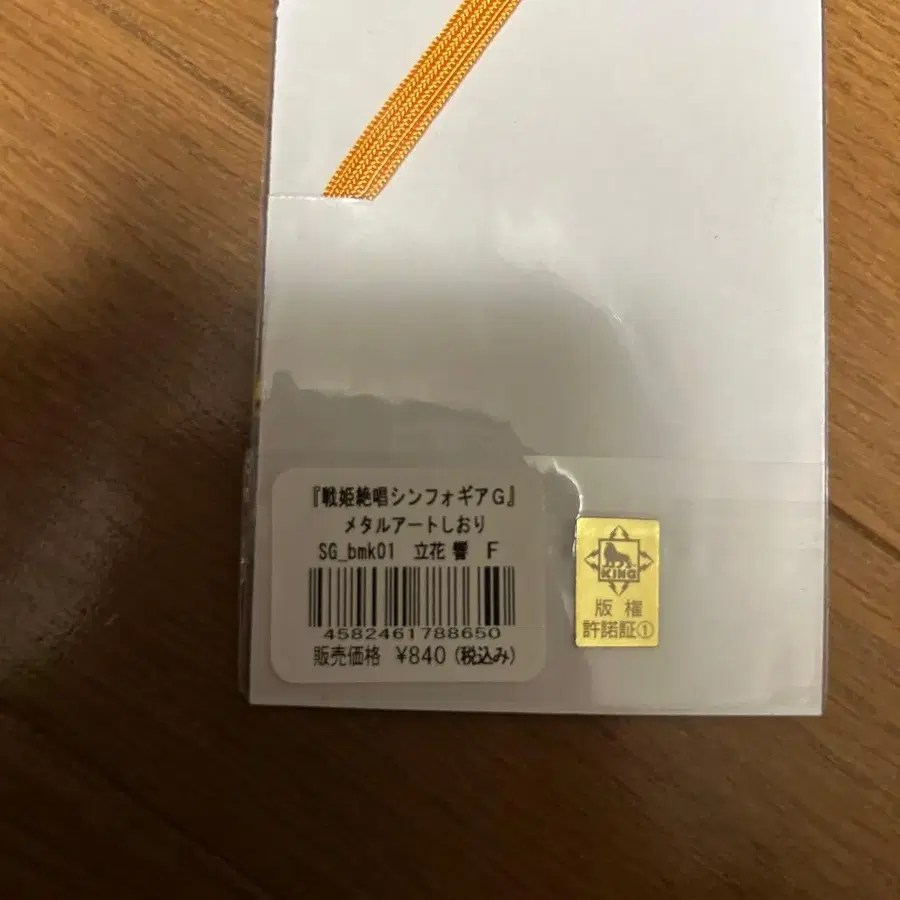 『戦姫絶唱シンフォギアG』
メタルアートしおり
SG_bmk01 立花 響 F
4582461788650
販売価格 ¥840 (税込み)
KING
版 権
許諾証①